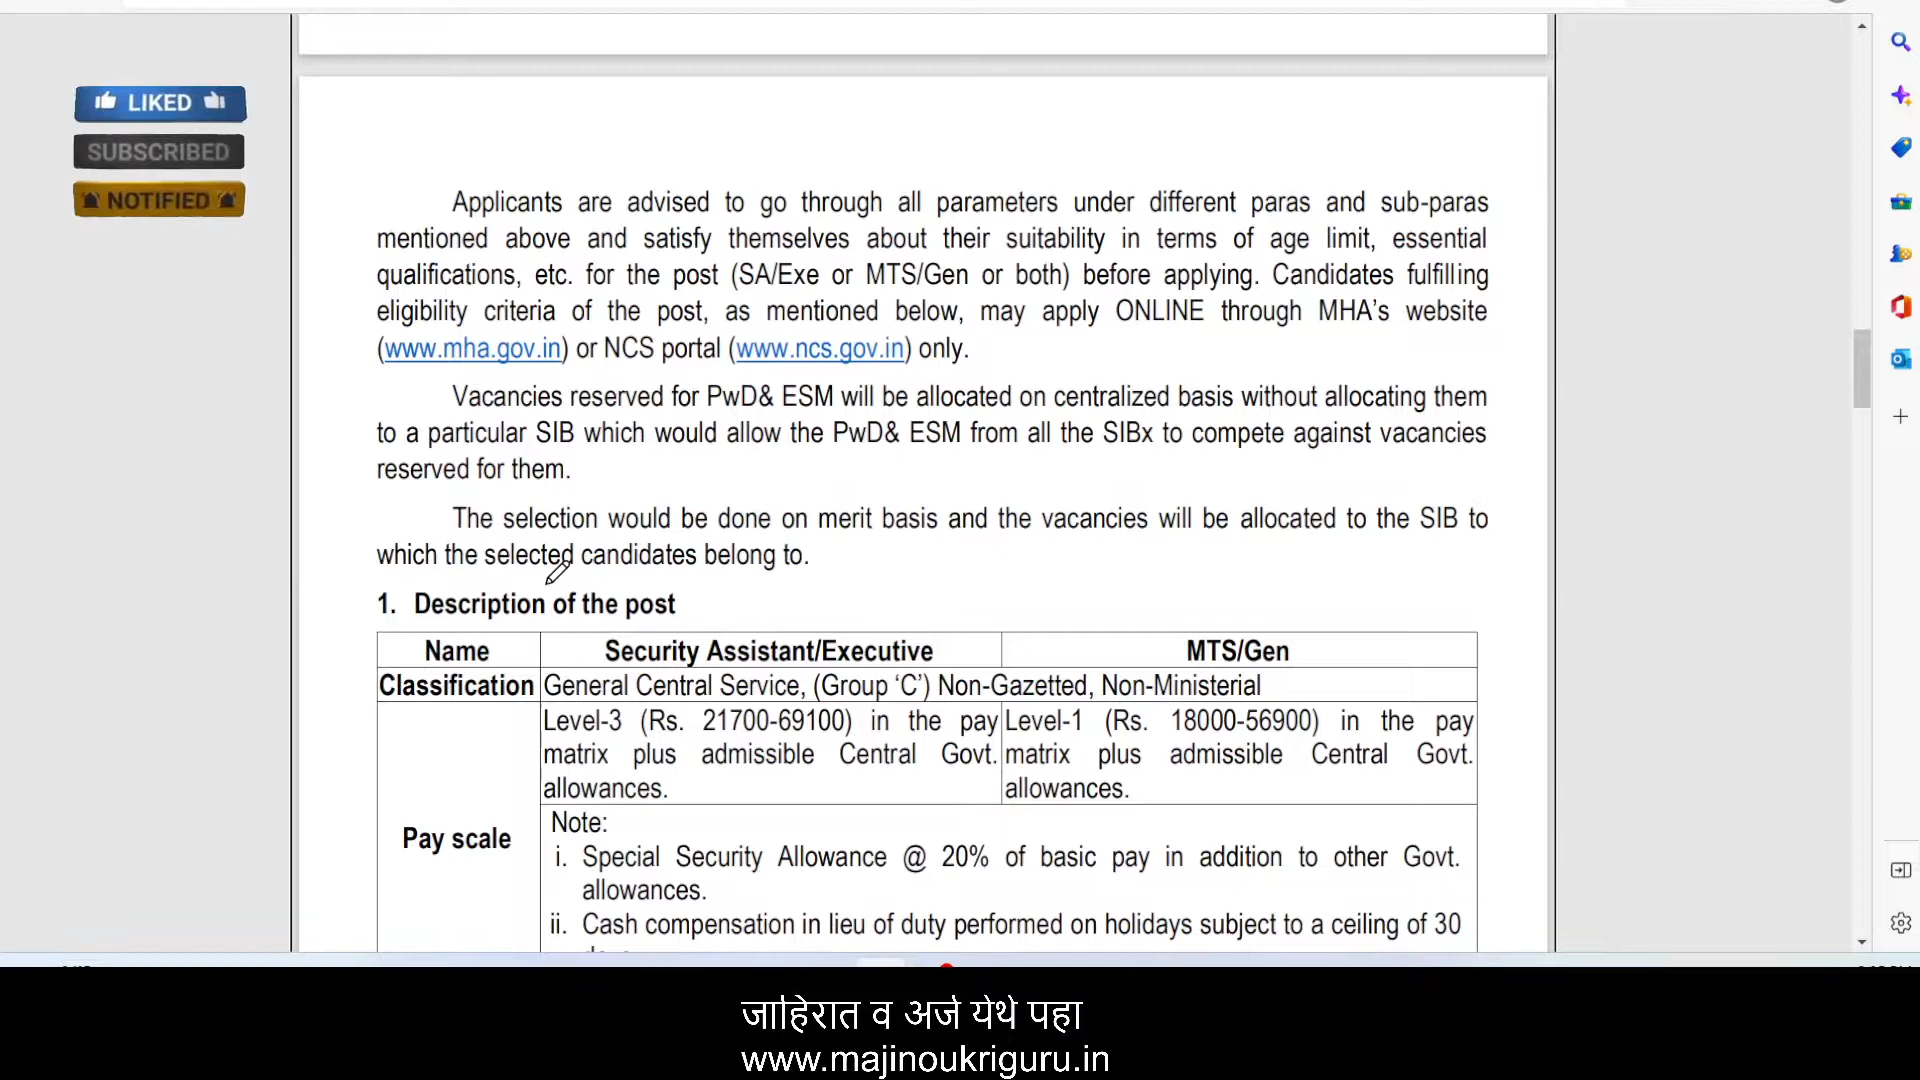 LIKED
SUBSCRIBED
NOTIFIED
Applicants are advised to go through all parameters under different paras and sub-paras
mentioned above and satisfy themselves about their suitability in terms of age limit, essential
qualifications, etc. for the post (SA/Exe or MTS/Gen or both) before applying. Candidates fulfilling
eligibility criteria of the post, as mentioned below, may apply ONLINE through MHA’s website
(www.mha.gov.in) or NCS portal (www.ncs.gov.in) only.
Vacancies reserved for PwD& ESM will be allocated on centralized basis without allocating them
to a particular SIB which would allow the PwD& ESM from all the SIBx to compete against vacancies
reserved for them.
The selection would be done on merit basis and the vacancies will be allocated to the SIB to
which the selected candidates belong to.
1. Description of the post
Name Security Assistant/Executive MTS/Gen
Classification General Central Service, (Group ‘C’) Non-Gazetted, Non-Ministerial
Pay scale
Level-3 (Rs. 21700-69100) in the pay
matrix plus admissible Central Govt.
allowances.
Level-1 (Rs. 18000-56900) in the pay
matrix plus admissible Central Govt.
allowances.
Note:
i. Special Security Allowance @ 20% of basic pay in addition to other Govt.
allowances.
ii. Cash compensation in lieu of duty performed on holidays subject to a ceiling of 30
जाहिरात व अर्ज येथे पहा
www.majinoukriguru.in